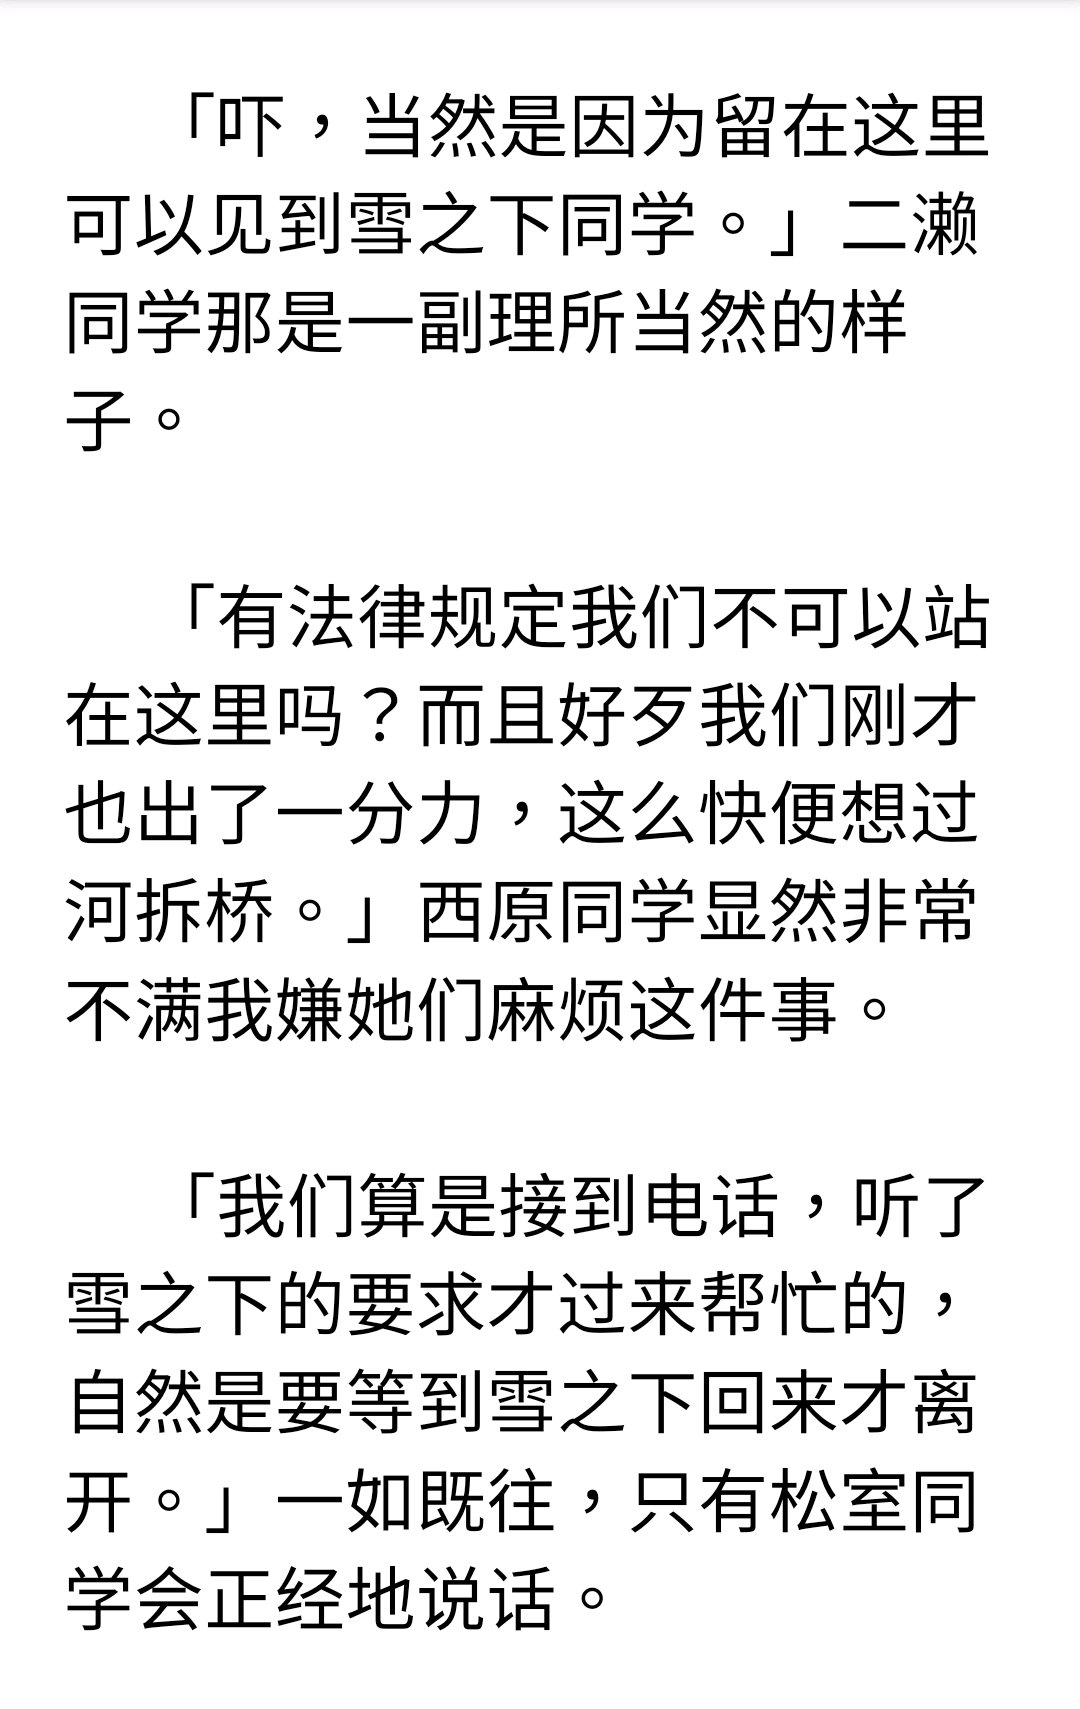 「吓，当然是因为留在这里
可以见到雪之下同学。」二濑
同学那是一副理所当然的样
子。
「有法律规定我们不可以站
在这里吗？而且好歹我们刚才
也出了一分力，这么快便想过
河拆桥。」西原同学显然非常
不满我嫌她们麻烦这件事。
「我们算是接到电话，听了
雪之下的要求才过来帮忙的，
自然是要等到雪之下回来才离
开。」一如既往，只有松室同
学会正经地说话。